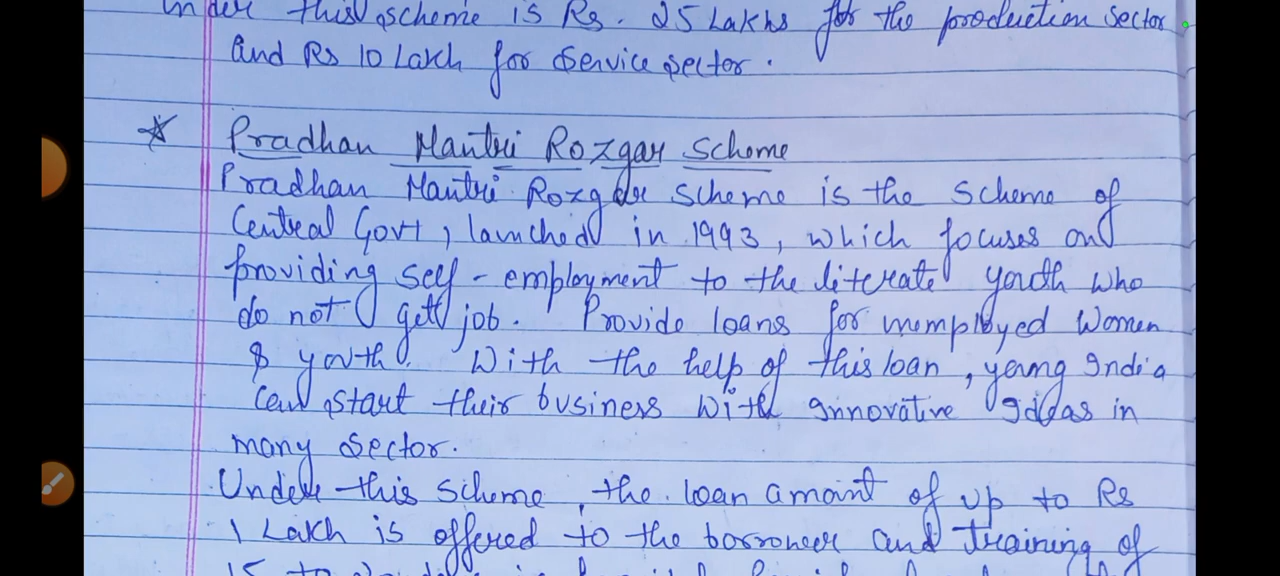 under this scheme is Rs. 25 Lakhs for the production sector
and Rs 10 Lakh for service sector.
Pradhan Mantri Rozgar Scheme
Pradhan Mantri Rozgar scheme is the scheme of
Central Govt, launched in 1993, which focuses on
providing self-employment to the literate youth who
do not get job. Provide loans for unemployed women
& youth. With the help of this loan, young India
can start their business with innovative ideas in
many sector.
Under this scheme, the loan amount of up to Rs
1 Lakh is offered to the borrower and training of
15 to